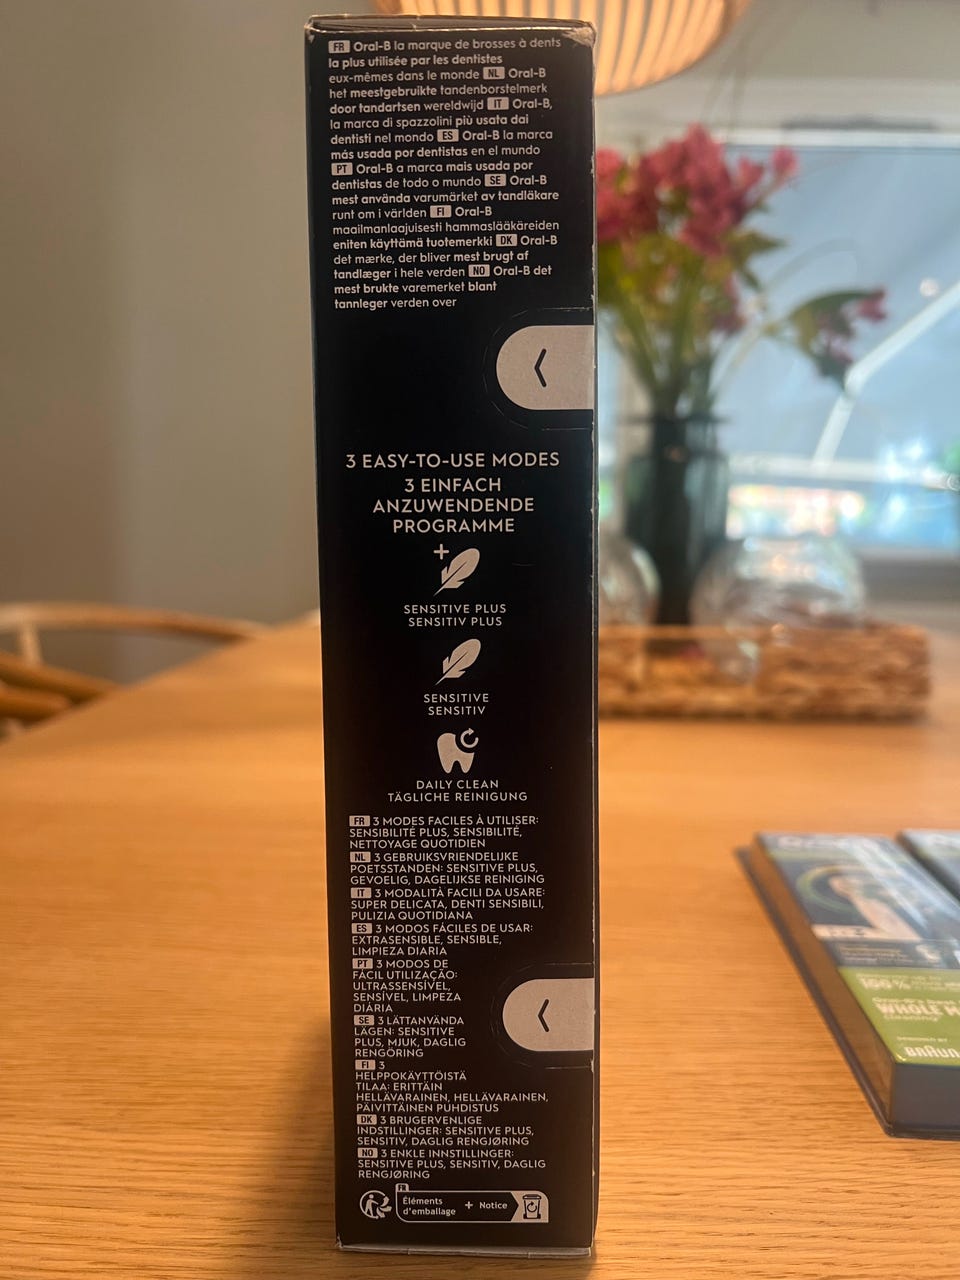 FR Oral-B la marque de brosses à dents
la plus utilisée par les dentistes
eux-mêmes dans le monde NL Oral-B
het meestgebruikte tandenborstelmerk
door tandartsen wereldwijd IT Oral-B,
la marca di spazzolini più usata dai
dentisti nel mondo ES Oral-B la marca
más usada por dentistas en el mundo
PT Oral-B a marca mais usada por
dentistas de todo o mundo SE Oral-B
mest använda varumärket av tandläkare
runt om i världen FI Oral-B
maailmanlaajuisesti hammaslääkäreiden
eniten käyttämä tuotemerkki DK Oral-B
det mærke, der bliver mest brugt af
tandlæger i hele verden NO Oral-B det
mest brukte varemerket blant
tannleger verden over
3 EASY-TO-USE MODES
3 EINFACH
ANZUWENDENDE
PROGRAMME
SENSITIVE PLUS
SENSITIV PLUS
SENSITIVE
SENSITIV
DAILY CLEAN
TÄGLICHE REINIGUNG
FR 3 MODES FACILES À UTILISER:
SENSIBILITÉ PLUS, SENSIBILITÉ,
NETTOYAGE QUOTIDIEN
NL 3 GEBRUIKSVRIENDELIJKE
POETSSTANDEN: SENSITIVE PLUS,
GEVOELIG, DAGELIJKSE REINIGING
IT 3 MODALITÀ FACILI DA USARE:
SUPER DELICATA, DENTI SENSIBILI,
PULIZIA QUOTIDIANA
ES 3 MODOS FÁCILES DE USAR:
EXTRASENSIBLE, SENSIBLE,
LIMPIEZA DIARIA
PT 3 MODOS DE
FÁCIL UTILIZAÇÃO:
ULTRASSENSÍVEL,
SENSÍVEL, LIMPEZA
DIÁRIA
SE 3 LÄTTANVÄNDA
LÄGEN: SENSITIVE
PLUS, MJUK, DAGLIG
RENGÖRING
FI 3
HELPPOKÄYTTÖISTÄ
TILAA: ERITTÄIN
HELLÄVARAINEN, HELLÄVARAINEN,
PÄIVITTÄINEN PUHDISTUS
DK 3 BRUGERVENLIGE
INDSTILLINGER: SENSITIVE PLUS,
SENSITIV, DAGLIG RENGJØRING
NO 3 ENKLE INNSTILLINGER:
SENSITIVE PLUS, SENSITIV, DAGLIG
RENGJØRING
FR
Éléments
d'emballage + Notice
100%
WHOLE
BRAUN